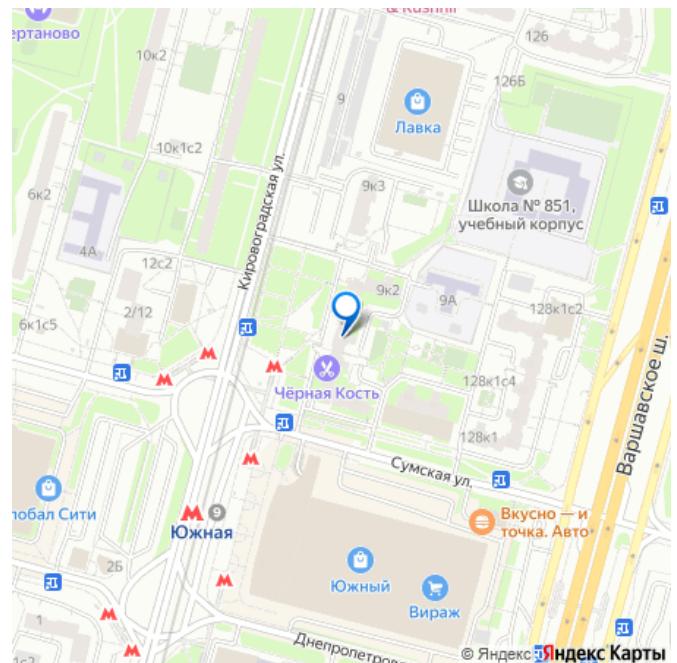 & Kushnir
ертаново
10к2
126
9
126Б
Лавка
10к1с2
9к3
Школа № 851,
учебный корпус
6к2
4А
12с2
Кировоградская ул.
9к2
9А
2/12
128к1с2
6к1с5
Чёрная Кость
128к1с4
Варшавское ш.
128к1
Сумская ул.
лобал Сити
9
Южная
Вкусно — и
точка. Авто
2Б
Южный
Вираж
1
Днепропетров
© Яндекс
Яндекс Карты